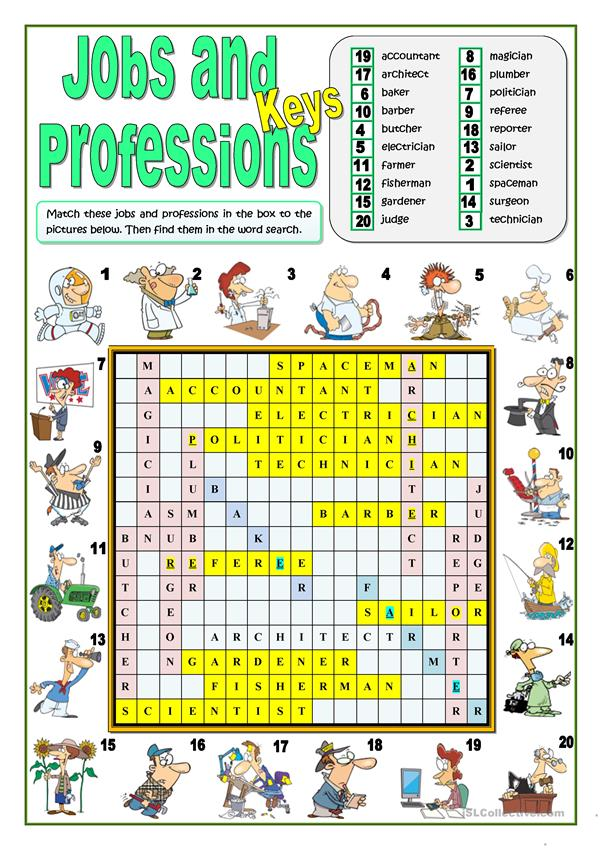 Jobs and
Professions
Keys
Match these jobs and professions in the box to the
pictures below. Then find them in the word search.
19 accountant 8 magician
17 architect 16 plumber
6 baker 7 politician
10 barber 9 referee
4 butcher 18 reporter
5 electrician 13 sailor
11 farmer 2 scientist
12 fisherman 1 spaceman
15 gardener 14 surgeon
20 judge 3 technician
1 2 3 4 5 6
7 8
9 10
11 12
13 14
M S P A C E M A N
A A C C O U N T A N T R
G E L E C T R I C I A N
I P O L I T I C I A N H
C L T E C H N I C I A N
I U B T J
A S M A B A R B E R U
B N U B K C R D
U R E F E R E E T E G
T G R R F P E
C E S A I L O R
H O A R C H I T E C T R R
E N G A R D E N E R M T
R F I S H E R M A N E
S C I E N T I S T R R
15 16 17 18 19 20
iSLCollective.com